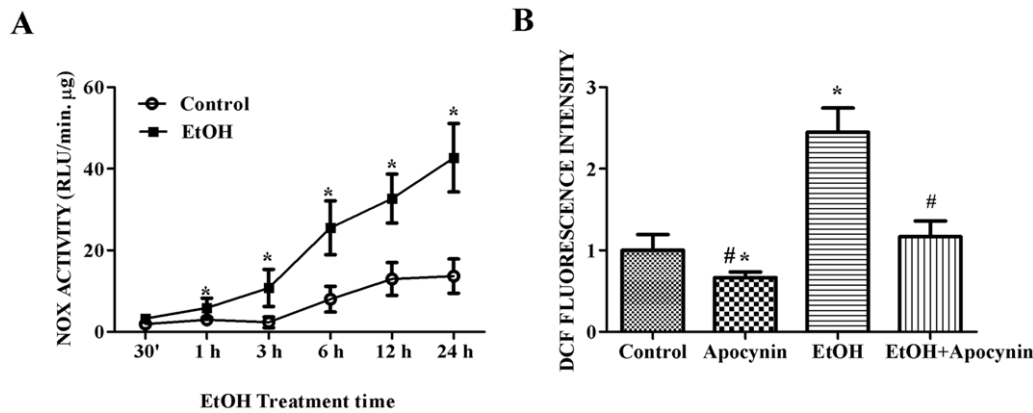 A
NOX ACTIVITY (RLU/min. μg)
60
40
20
0
Control
EtOH
*
*
*
*
*
30' 1 h 3 h 6 h 12 h 24 h
EtOH Treatment time
B
DCF FLUORESCENCE INTENSITY
3
2
1
0
# *
*
#
Control Apocynin EtOH EtOH+Apocynin